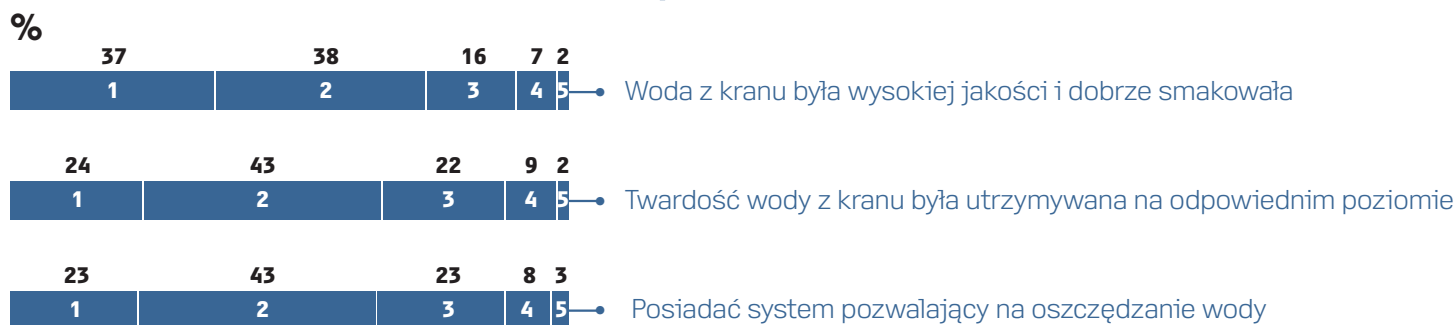 %
37 38 16 7 2
1 2 3 4 5 Woda z kranu była wysokiej jakości i dobrze smakowała
24 43 22 9 2
1 2 3 4 5 Twardość wody z kranu była utrzymywana na odpowiednim poziomie
23 43 23 8 3
1 2 3 4 5 Posiadać system pozwalający na oszczędzanie wody